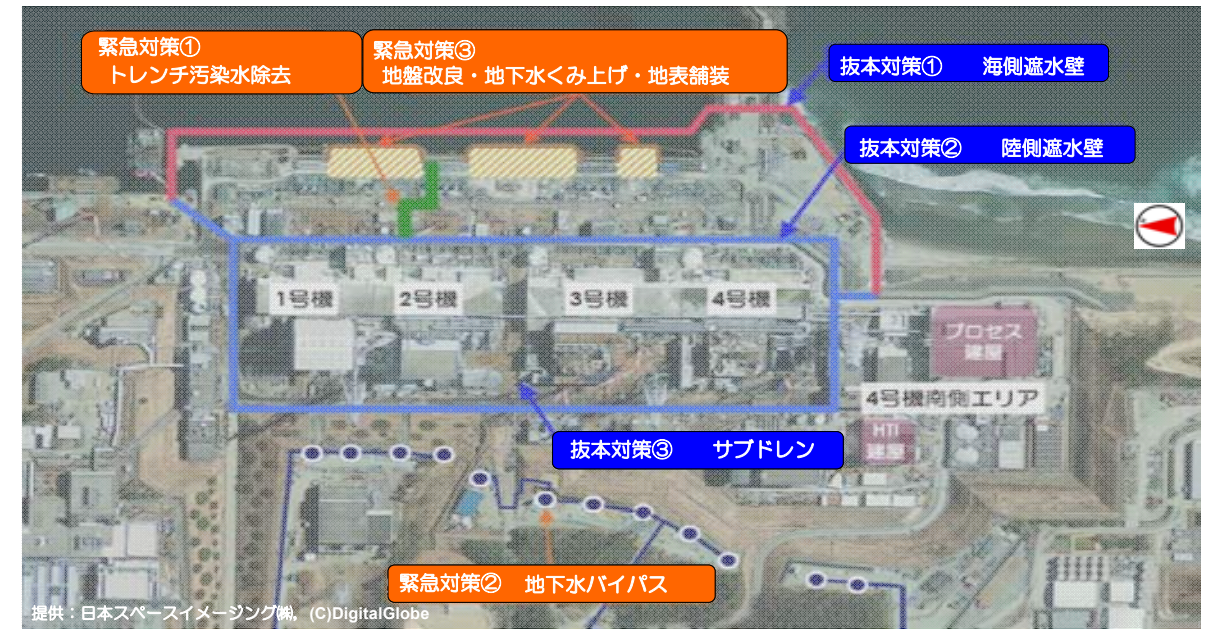 緊急対策①
トレンチ汚染水除去
緊急対策③
地盤改良・地下水くみ上げ・地表舗装
抜本対策① 海側遮水壁
抜本対策② 陸側遮水壁
1号機
2号機
3号機
4号機
プロセス
建屋
4号機南側エリア
HTI
建屋
抜本対策③ サブドレン
緊急対策② 地下水バイパス
提供：日本スペースイメージング㈱，(C)DigitalGlobe